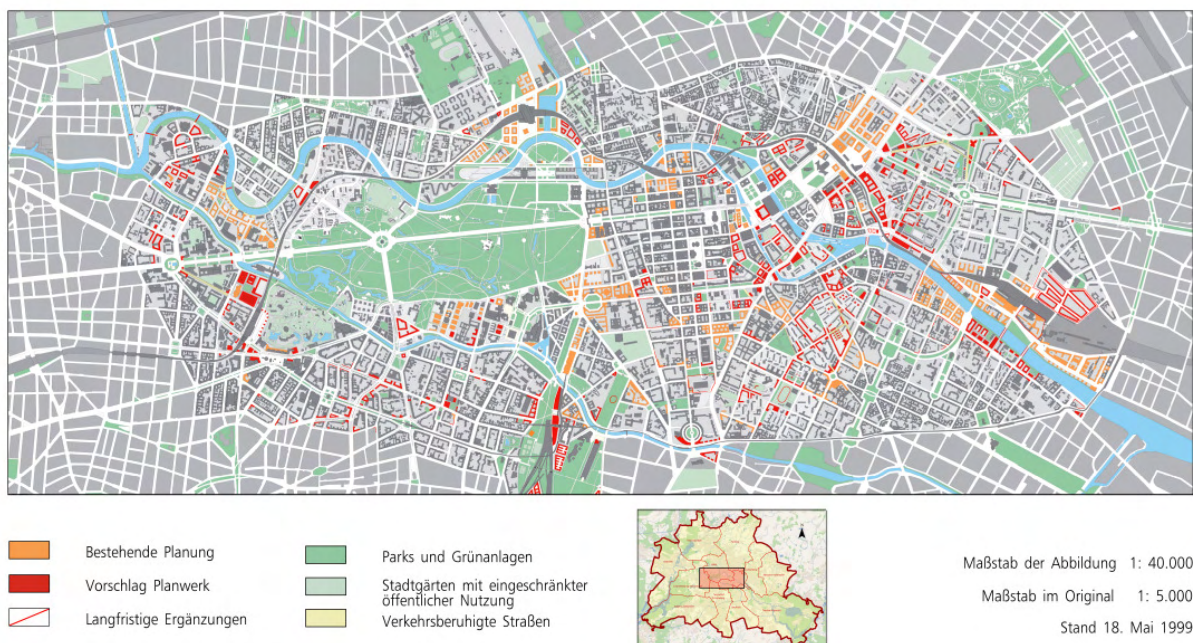 Bestehende Planung
Vorschlag Planwerk
Langfristige Ergänzungen
Parks und Grünanlagen
Stadtgärten mit eingeschränkter
öffentlicher Nutzung
Verkehrsberuhigte Straßen
Maßstab der Abbildung 1: 40.000
Maßstab im Original 1: 5.000
Stand 18. Mai 1999